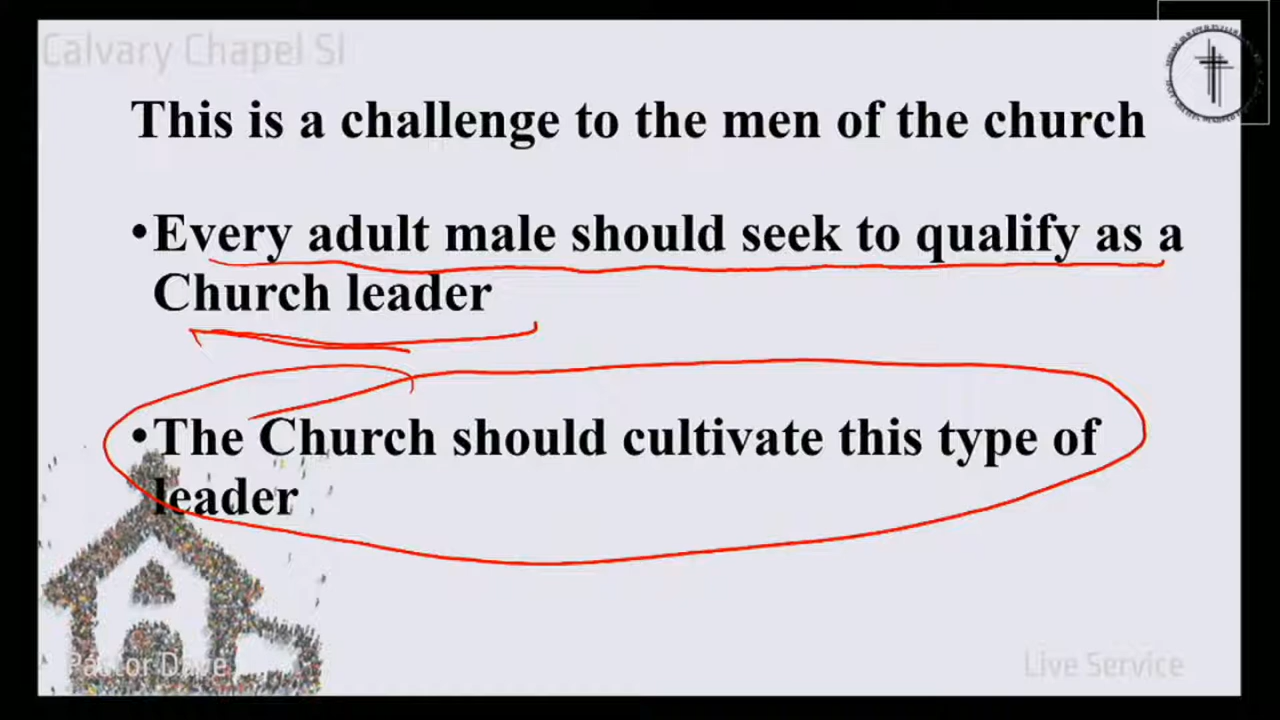 Calvary Chapel SI
This is a challenge to the men of the church
•Every adult male should seek to qualify as a
Church leader
•The Church should cultivate this type of
leader
Pastor Dave
Live Service